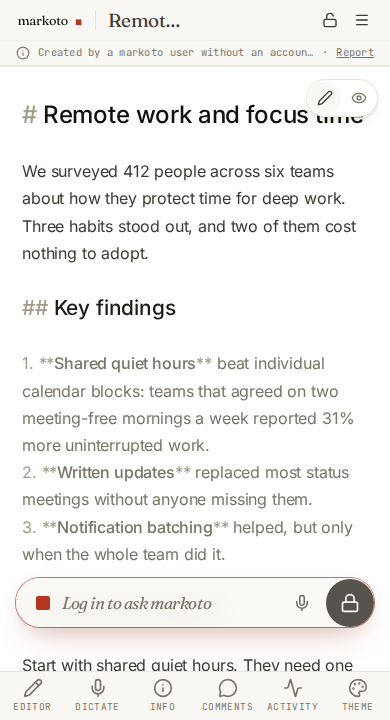 markoto
Remot...
Created by a markoto user without an accoun… · Report
# Remote work and focus time
We surveyed 412 people across six teams
about how they protect time for deep work.
Three habits stood out, and two of them cost
nothing to adopt.
## Key findings
1. **Shared quiet hours** beat individual
calendar blocks: teams that agreed on two
meeting-free mornings a week reported 31%
more uninterrupted work.
2. **Written updates** replaced most status
meetings without anyone missing them.
3. **Notification batching** helped, but only
when the whole team did it.
Log in to ask markoto
Start with shared quiet hours. They need one
EDITOR DICTATE INFO COMMENTS ACTIVITY THEME